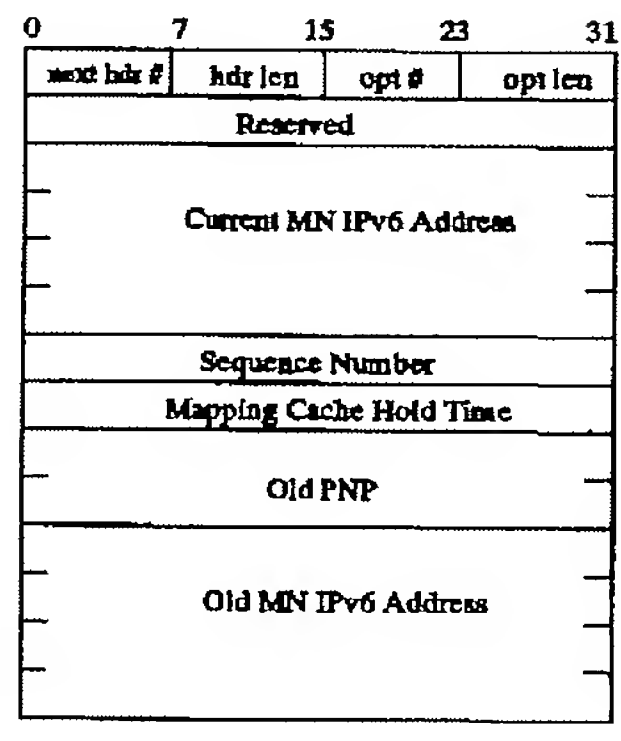 0 7 15 23 31
next hdr # hdr len opt # opt len
Reserved
Current MN IPv6 Address
Sequence Number
Mapping Cache Hold Time
Old PNP
Old MN IPv6 Address